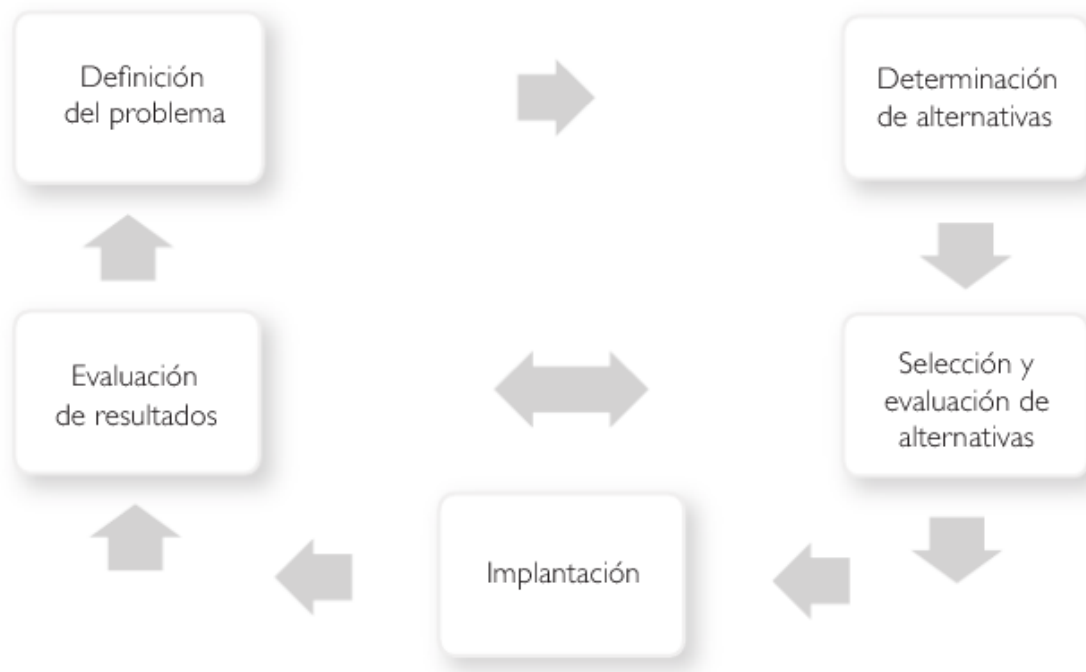 Definición
del problema
Determinación
de alternativas
Evaluación
de resultados
Selección y
evaluación de
alternativas
Implantación